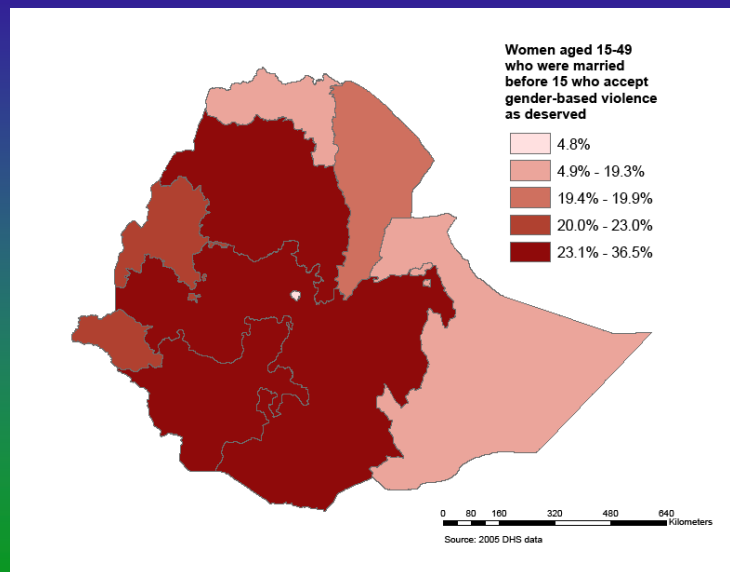 Women aged 15-49
who were married
before 15 who accept
gender-based violence
as deserved
4.8%
4.9% - 19.3%
19.4% - 19.9%
20.0% - 23.0%
23.1% - 36.5%
0 80 160 320 480 640
Kilometers
Source: 2005 DHS data